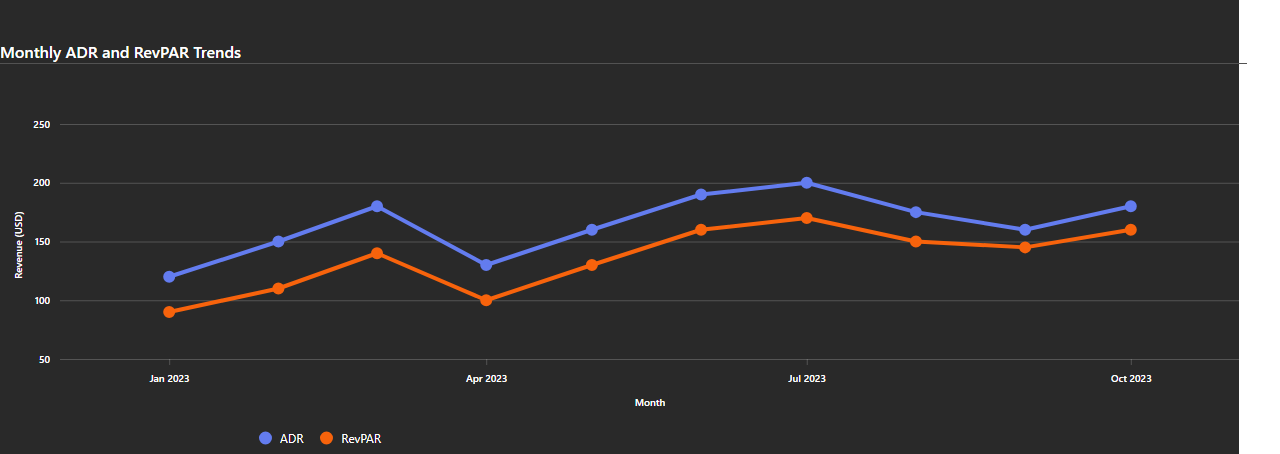 Monthly ADR and RevPAR Trends
250
200
150
100
50
Revenue (USD)
Jan 2023 Apr 2023 Jul 2023 Oct 2023
Month
ADR RevPAR